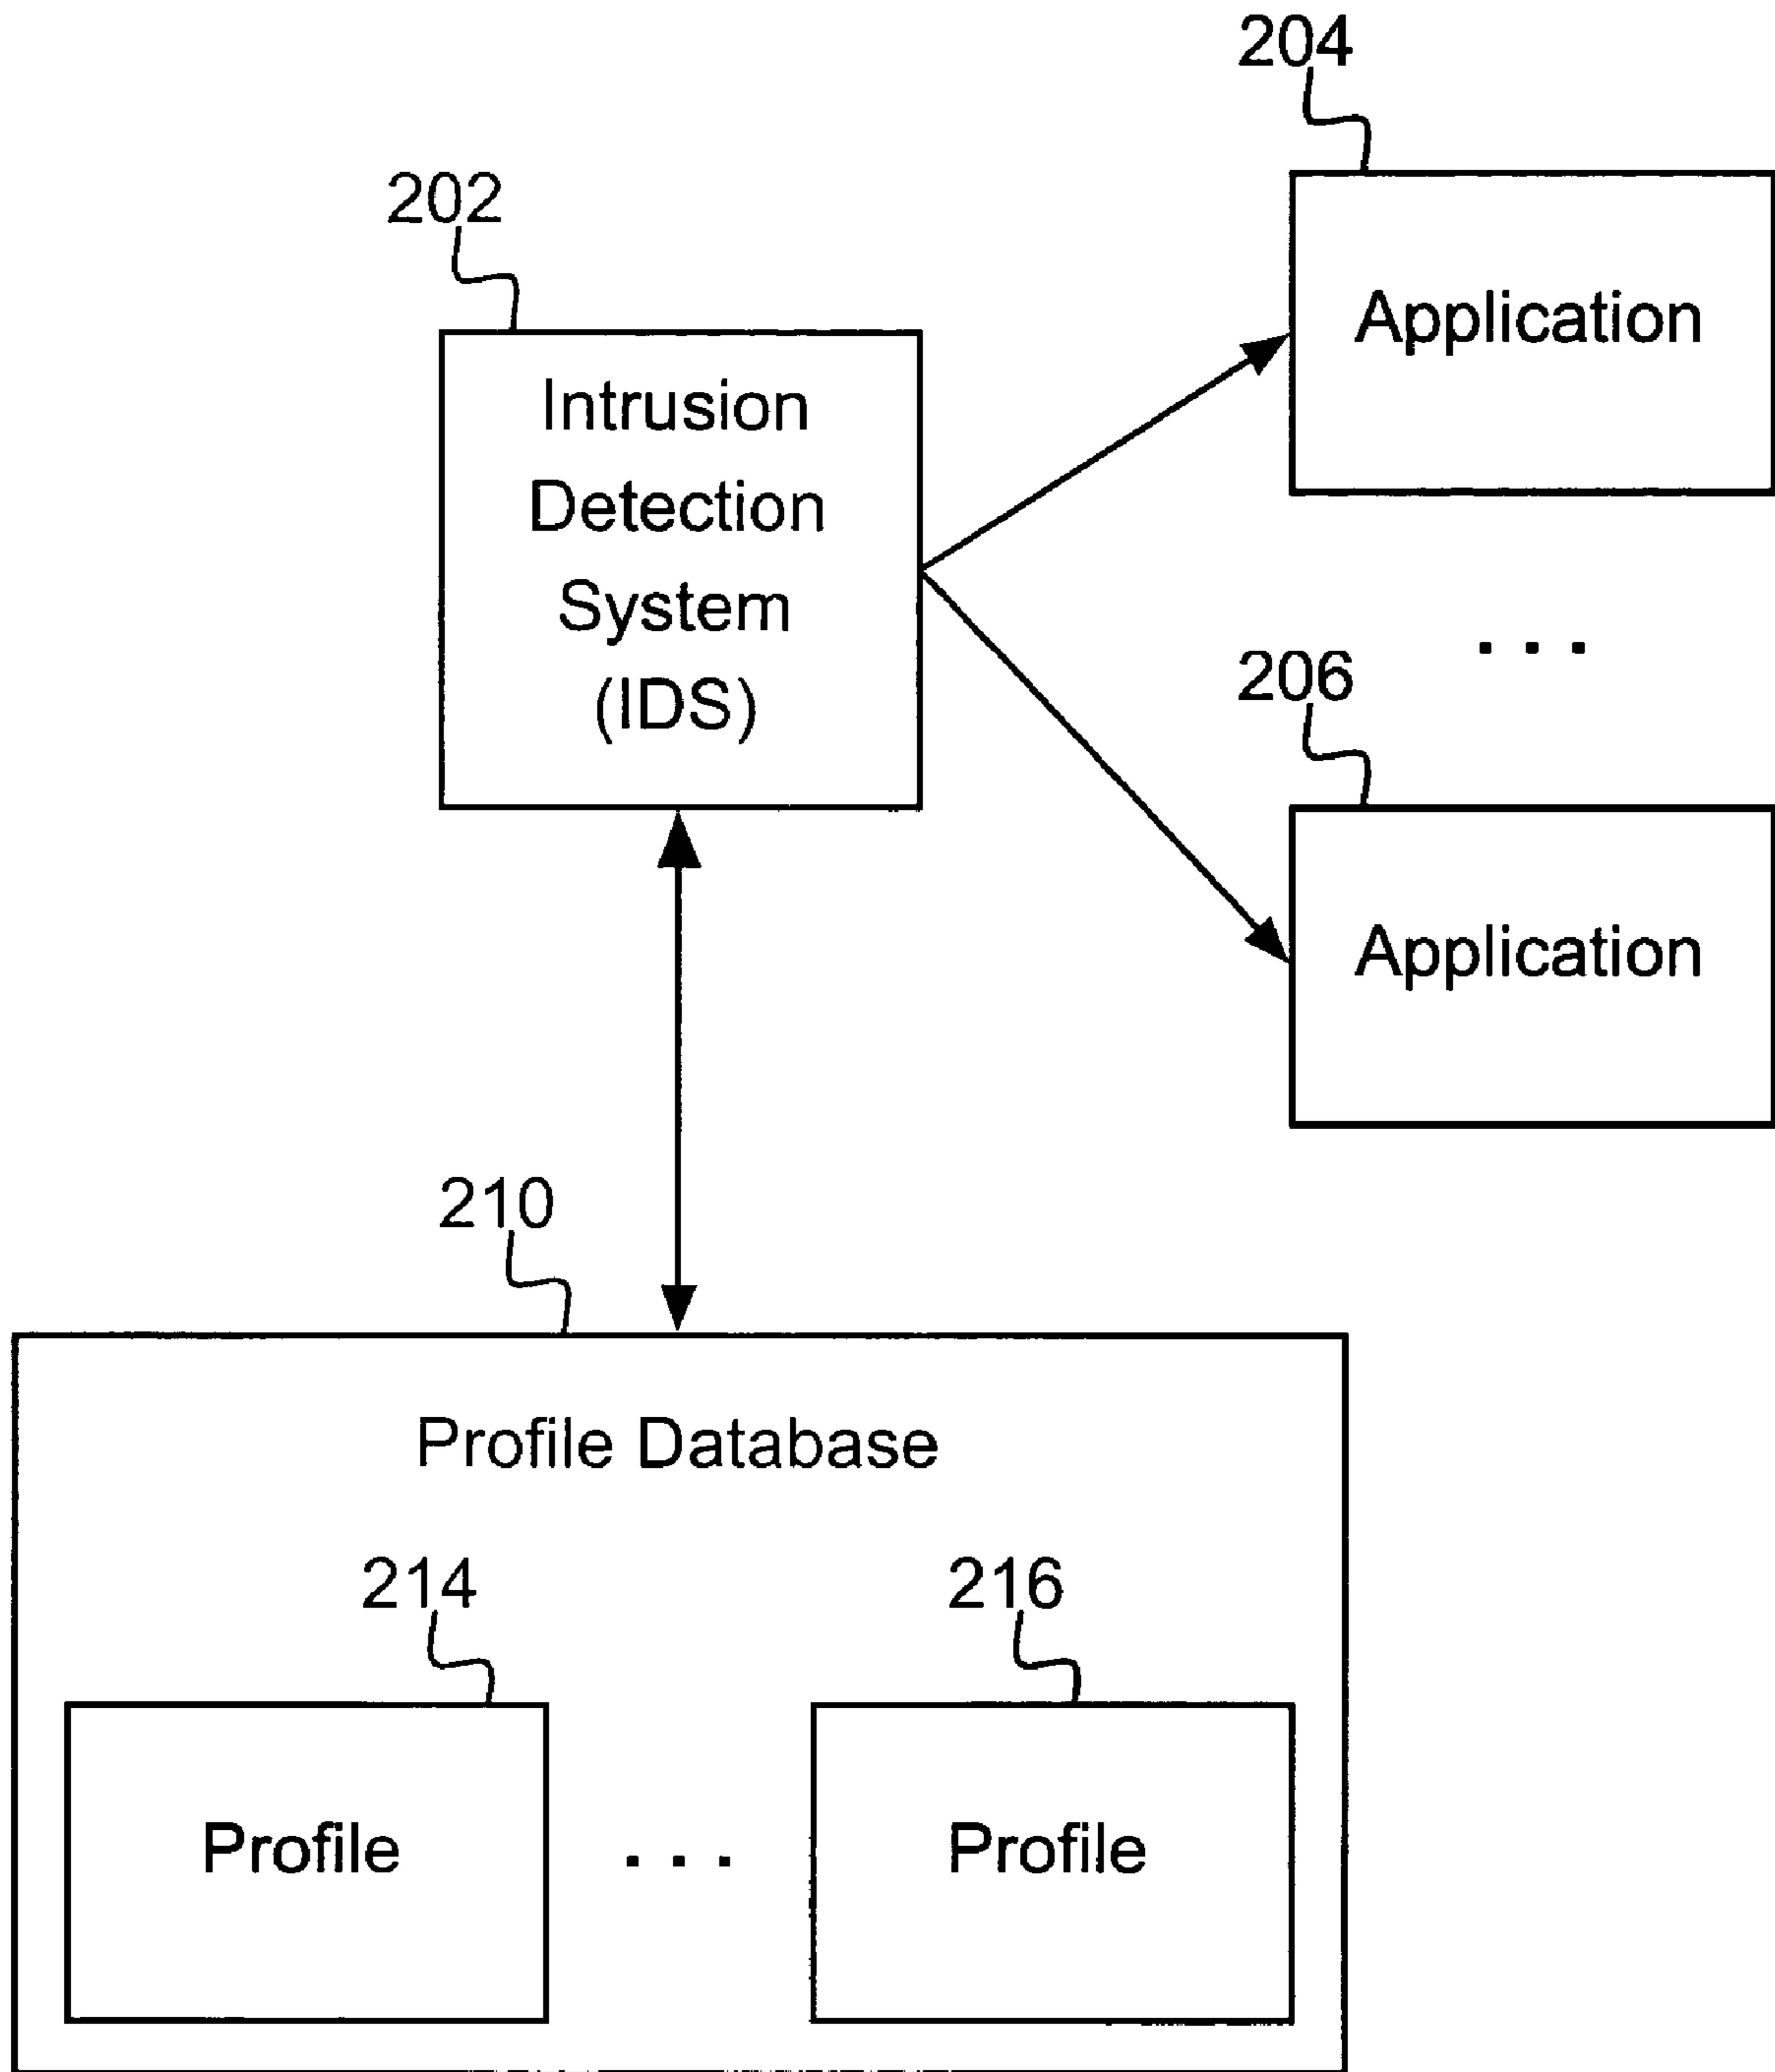 204
202
Application
Intrusion
Detection
System
(IDS)
. . .
206
Application
210
Profile Database
214
216
Profile
. . .
Profile